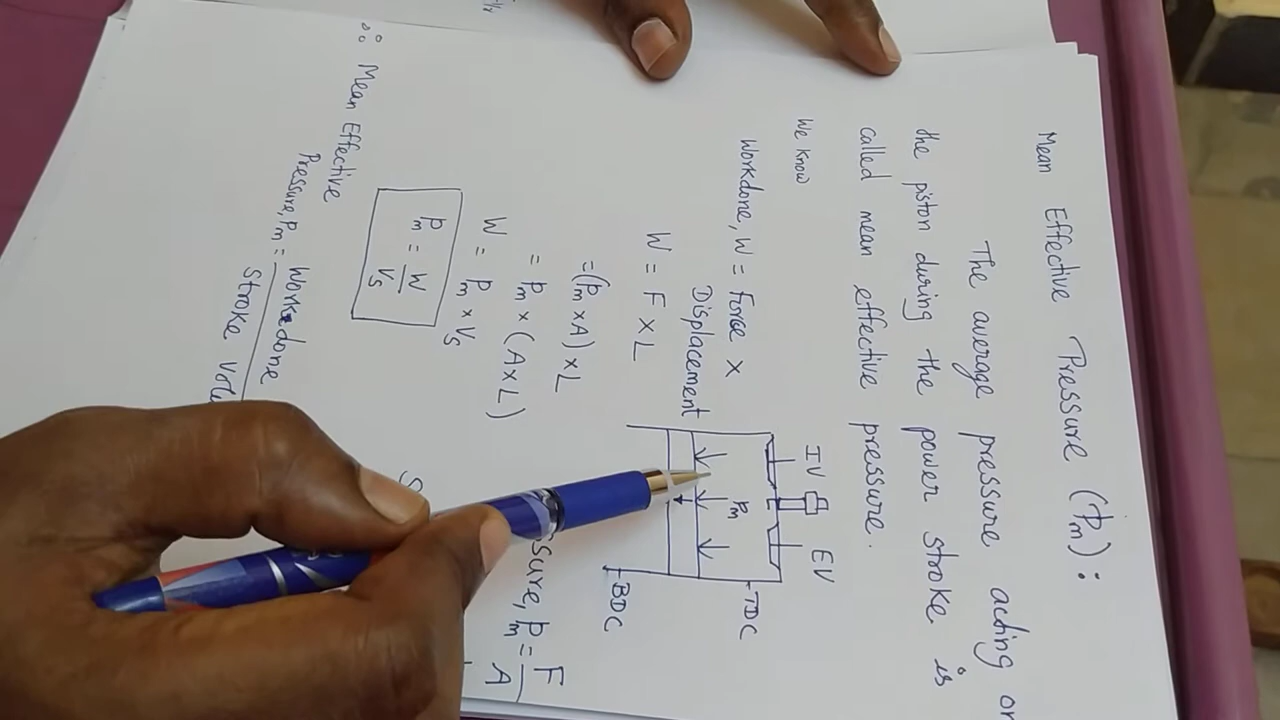 Mean Effective Pressure (Pm):
The average pressure acting on
the piston during the power stroke is
called mean effective pressure.
We know
Workdone, W = Force x
Displacement
W = F x L
= (Pm x A) x L
= Pm x (A x L)
W = Pm x Vs
Pm = W
Vs
∴ Mean Effective
Pressure, Pm = Workdone
Stroke
IV
EV
Pm
TDC
BDC
Pm = F
A